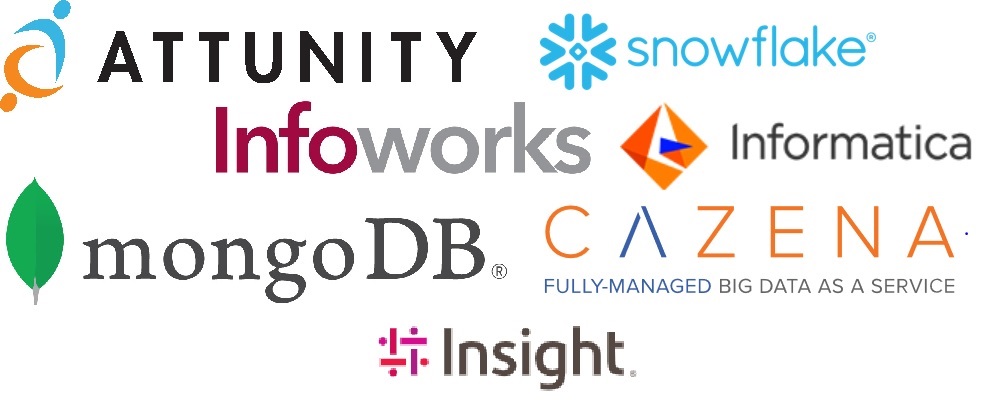 ATTUNITY
snowflake®
Infoworks
Informatica
mongoDB®
CAZENA
FULLY-MANAGED BIG DATA AS A SERVICE
Insight®